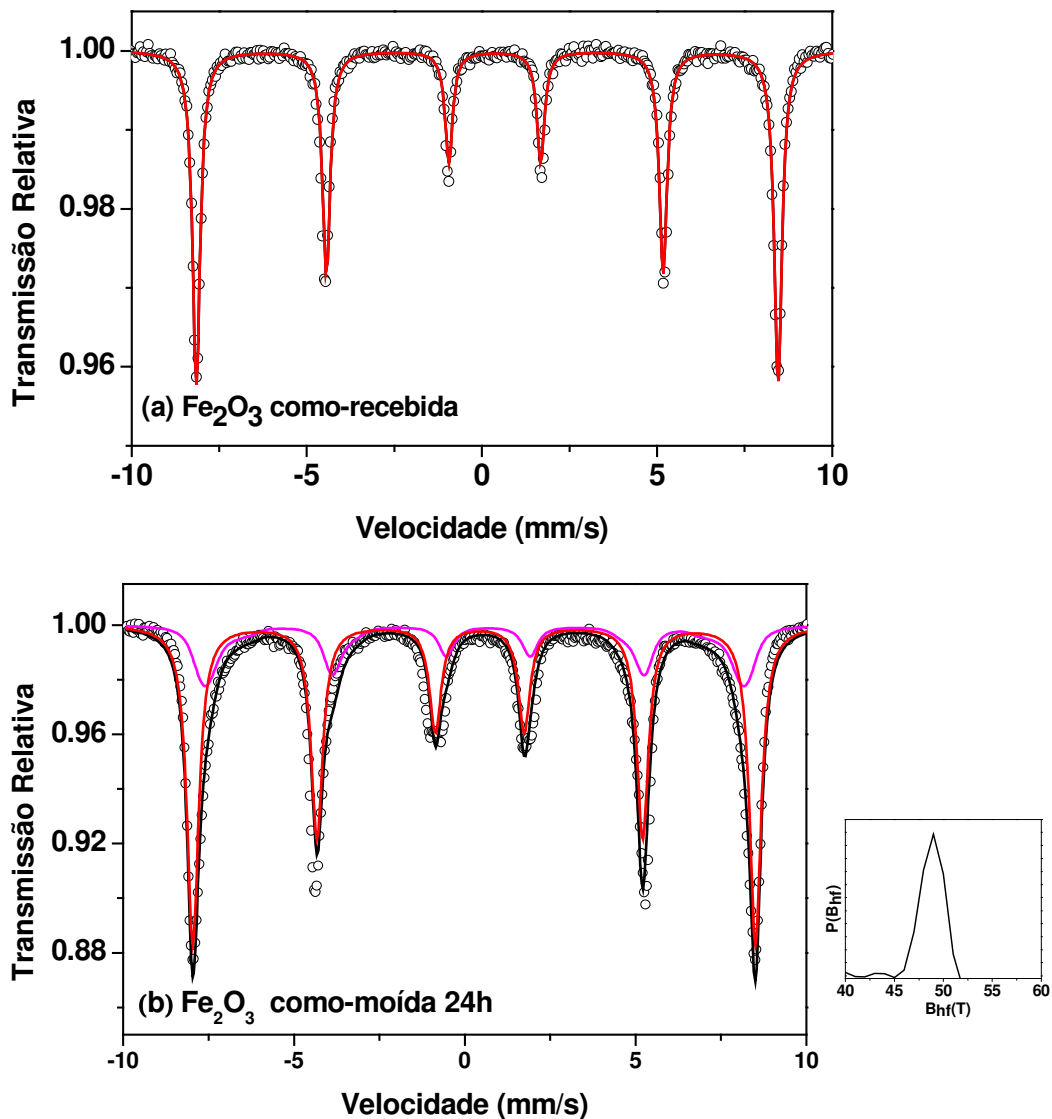 1.00
0.98
0.96
Transmissão Relativa
(a) Fe2O3 como-recebida
-10 -5 0 5 10
Velocidade (mm/s)
1.00
0.96
0.92
0.88
Transmissão Relativa
(b) Fe2O3 como-moída 24h
-10 -5 0 5 10
Velocidade (mm/s)
P(Bhf)
40 45 50 55 60
Bhf(T)